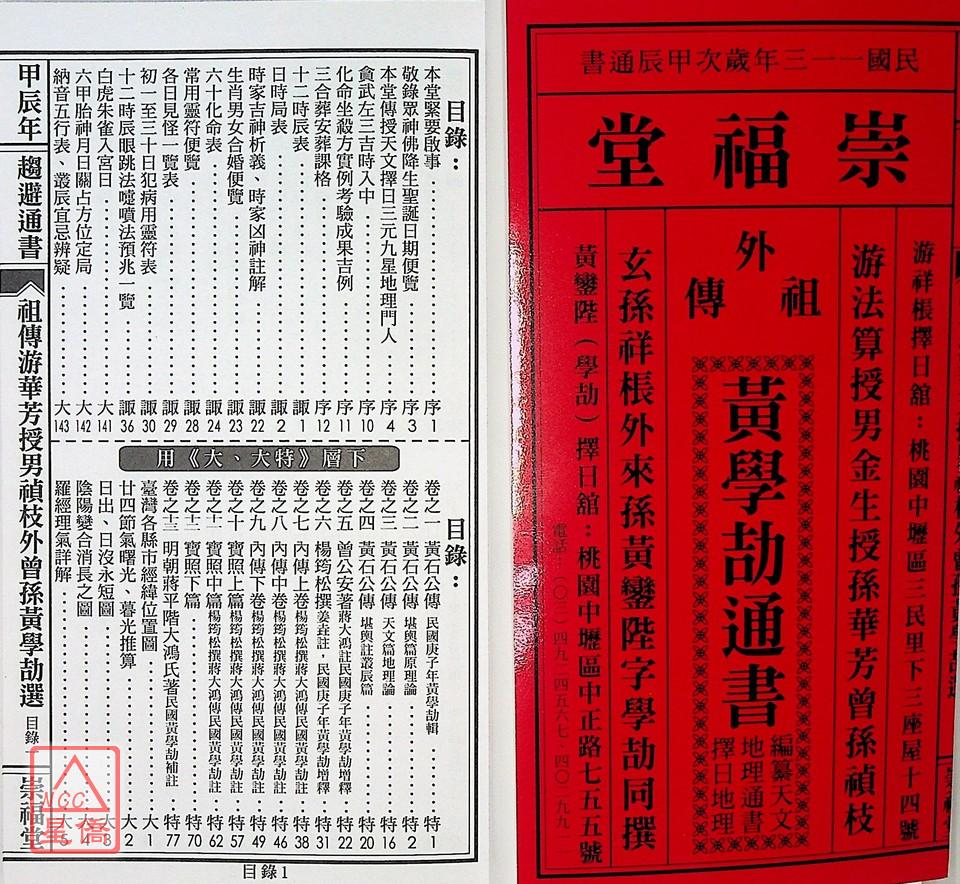 民國一一三年歲次甲辰通書
崇福堂
游祥棖擇日舘：桃園中壢區三民里下三座屋十四號
游法算授男金生授孫華芳曾孫禎枝
祖傳
外
黃學劼通書
編纂天文
地理通書
擇日地理
玄孫祥棖外來孫黃鑾陛字學劼同撰
黃鑾陛（學劼）擇日舘：桃園中壢區中正路七五五號
電話：（〇三）四九一四五六七、四〇一九九
目錄：
本堂緊要啟事 序1
敬錄眾神佛降生聖誕日期便覽 序3
本堂傳授天文擇日三元九星地理門人 序4
貪武左三吉時入中 序10
化命坐殺方實例考驗成果吉例 序11
三合葬安葬課格 序12
十二時辰表 諏1
日時局表 諏2
時家吉神析義、時家凶神註解 諏22
生肖男女合婚便覽 諏23
六十化命表 諏24
常用靈符便覽 諏28
各日見怪一覽表 諏29
初一至三十日犯病用靈符表 諏30
十二時辰眼跳法噓噴法預兆一覽 諏36
白虎朱雀入宮日 大141
六甲胎神月日關占方位定局 大142
納音五行表、叢辰宜忌辨疑 大143
下層《特大、大》用
目錄：
卷之一 黃石公傳 民國庚子年黃學劼輯 特1
卷之二 黃石公傳 堪輿篇原理論 特2
卷之三 黃石公傳 天文篇地理論 特16
卷之四 黃石公傳 堪輿註叢辰篇 特20
卷之五 曾公安著蔣大鴻註民國庚子年黃學劼增釋 特22
卷之六 楊筠松撰姜垚註．民國庚子年黃學劼增釋 特31
卷之七 內傳上卷楊筠松撰蔣大鴻傳民國黃學劼註 特38
卷之八 內傳中卷楊筠松撰蔣大鴻傳民國黃學劼註 特46
卷之九 內傳下卷楊筠松撰蔣大鴻傳民國黃學劼註 特49
卷之十 寶照上篇楊筠松撰蔣大鴻傳民國黃學劼註 特57
卷之十一 寶照中篇楊筠松撰蔣大鴻傳民國黃學劼註 特62
卷之十二 寶照下篇 特70
卷之十三 明朝蔣平階大鴻氏著民國黃學劼補註 特77
臺灣各縣市經緯位置圖 大1
廿四節氣曙光、暮光推算 大2
日出、日沒永短圖 大3
陰陽變合消長之圖 大4
羅經理氣詳解 大5
甲辰年 趨避通書 祖傳游華芳授男禎枝外曾孫黃學劼選 目錄一 崇福堂
目錄1
NCC
星僑